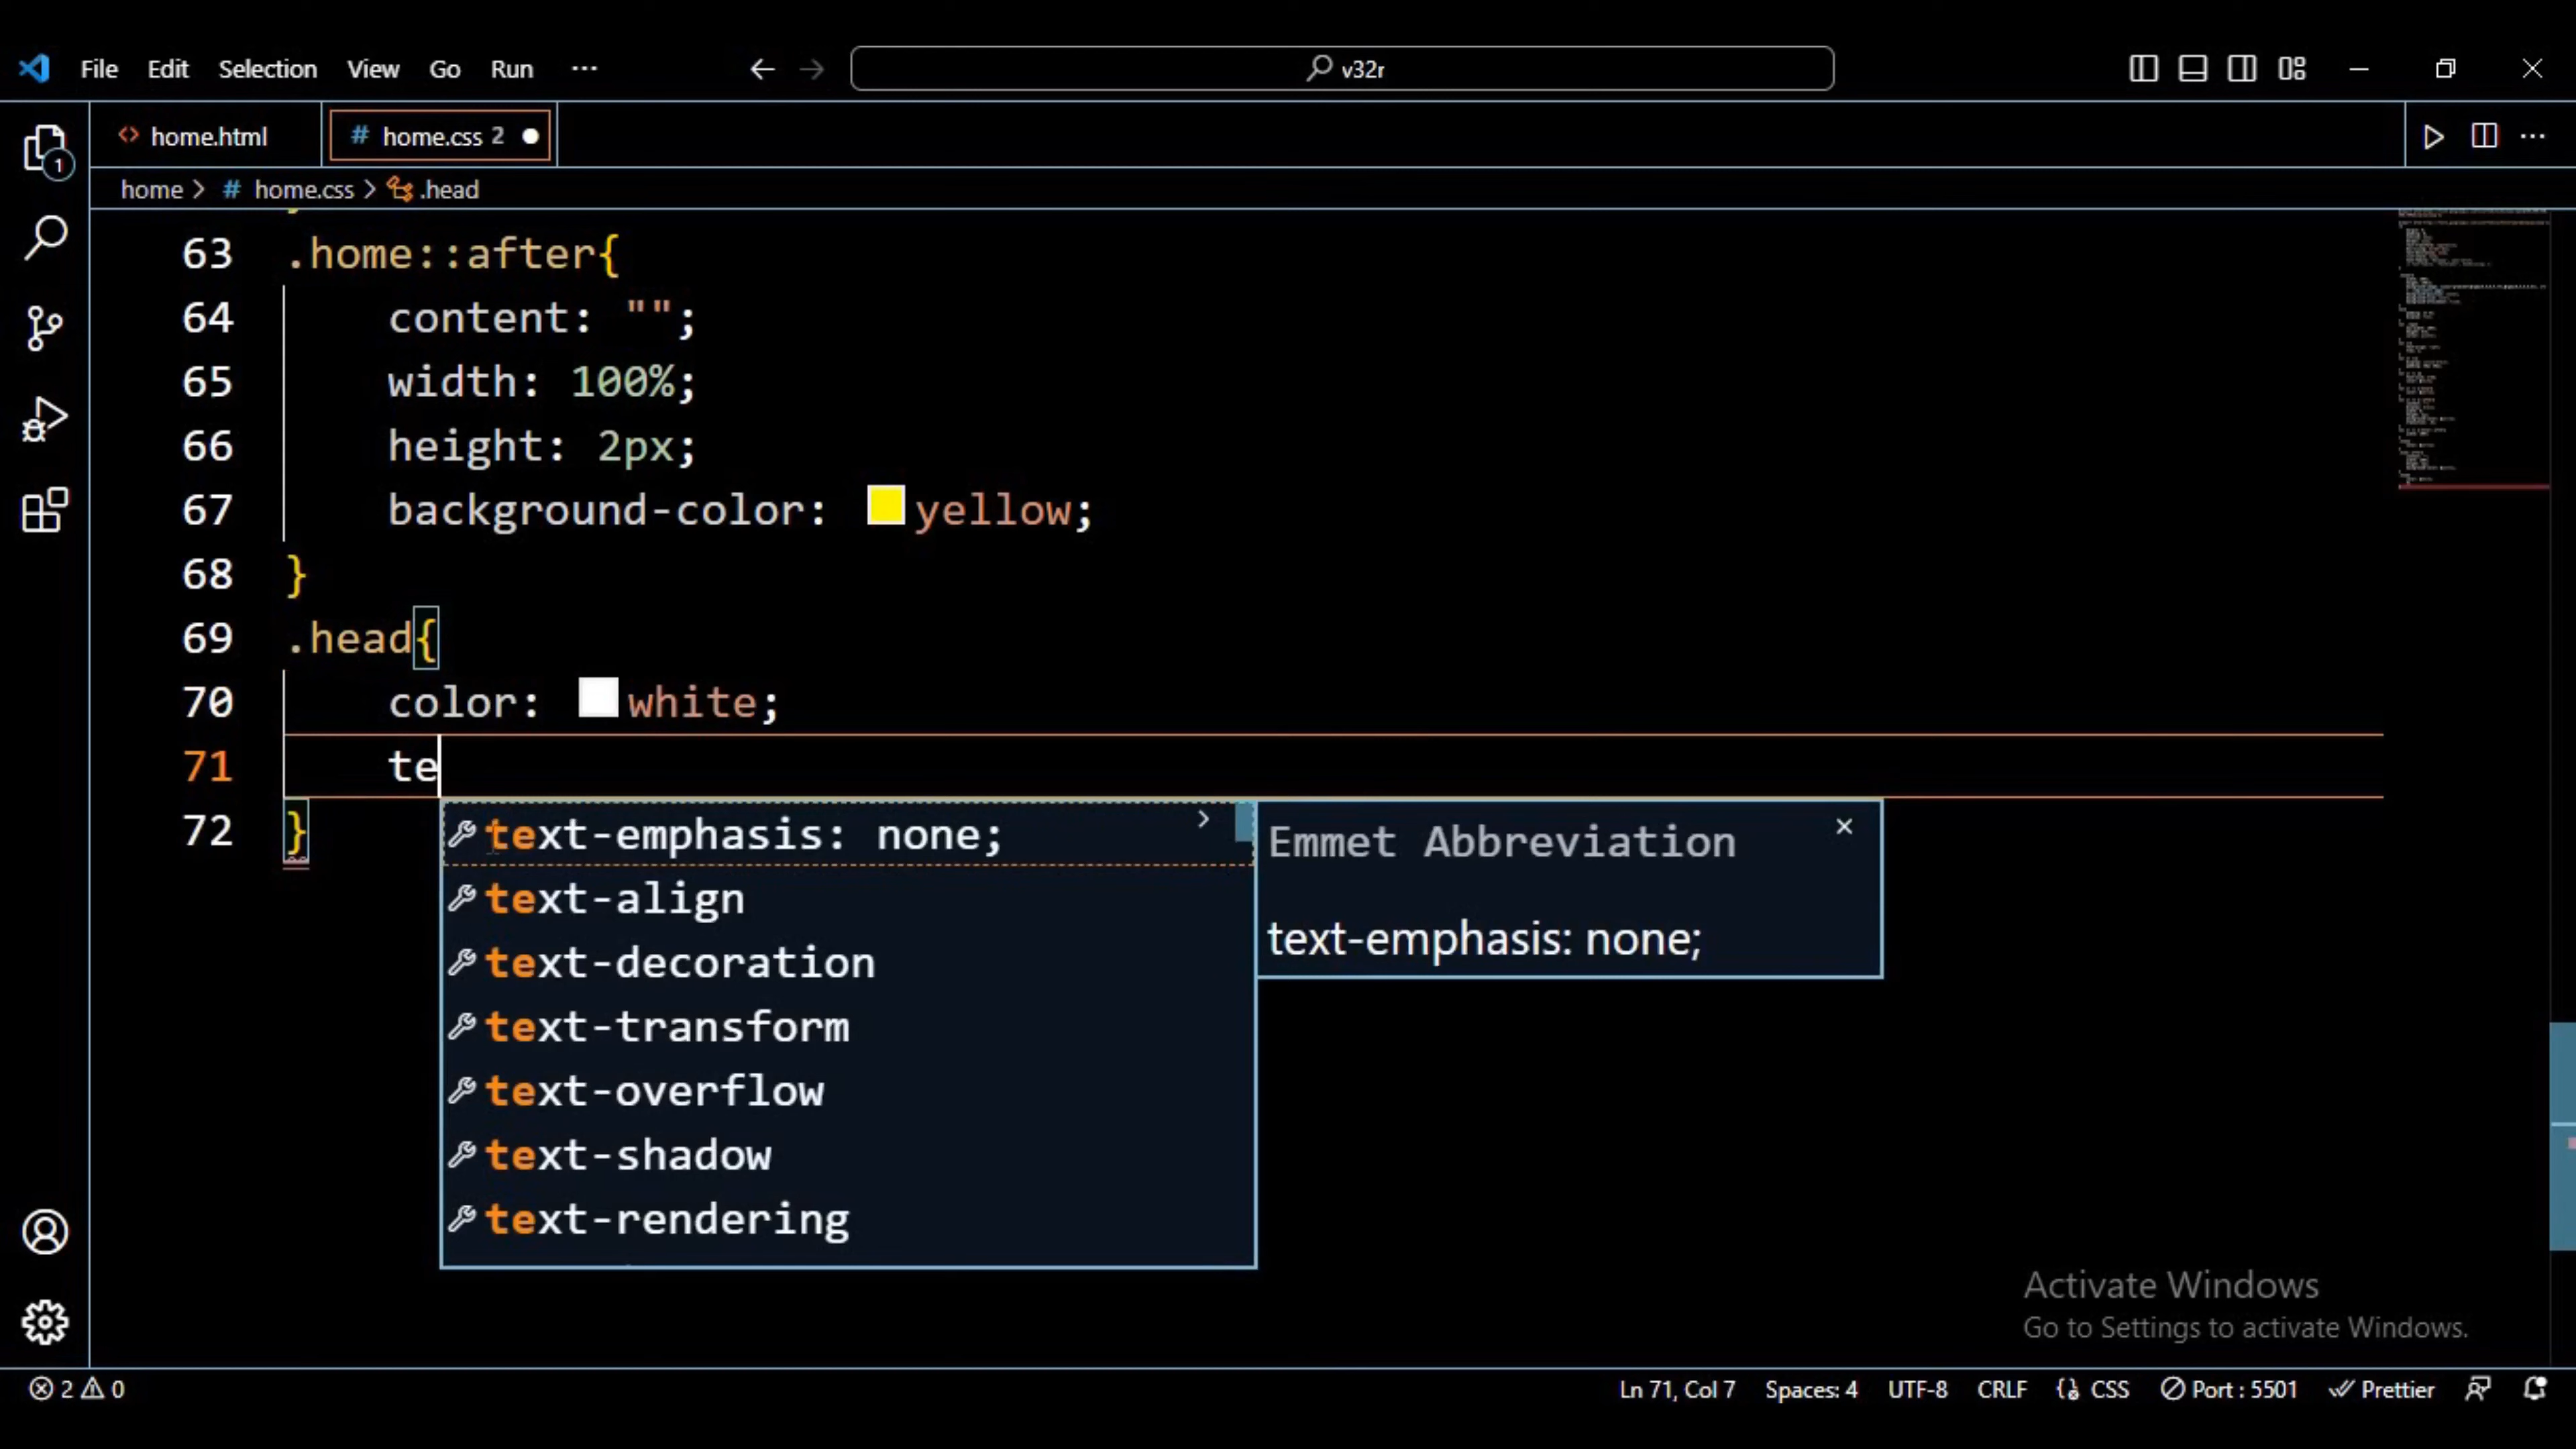 File Edit Selection View Go Run ··· v32r
home.html # home.css 2
home > # home.css > .head
63 .home::after{
64 content: "";
65 width: 100%;
66 height: 2px;
67 background-color: yellow;
68 }
69 .head{
70 color: white;
71 te
72 }
text-emphasis: none;
text-align
text-decoration
text-transform
text-overflow
text-shadow
text-rendering
Emmet Abbreviation
text-emphasis: none;
1
Activate Windows
Go to Settings to activate Windows.
2 0 Ln 71, Col 7 Spaces: 4 UTF-8 CRLF CSS Port : 5501 Prettier